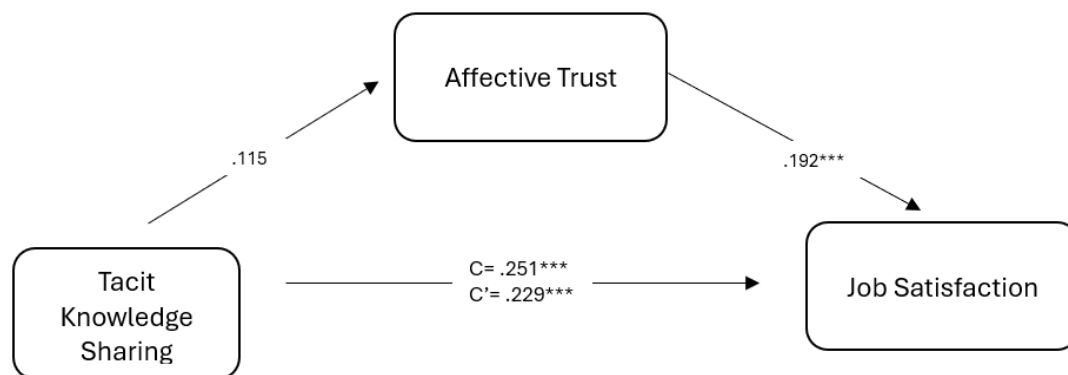 Affective Trust
.115
.192***
Tacit
Knowledge
Sharing
C= .251***
C’= .229***
Job Satisfaction